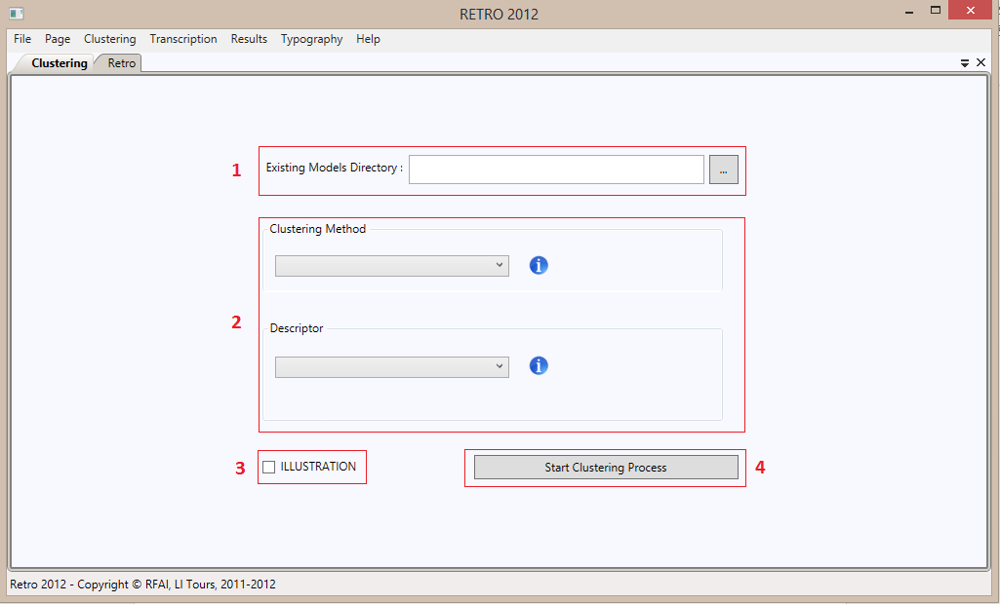 RETRO 2012
File Page Clustering Transcription Results Typography Help
Clustering Retro
1 Existing Models Directory : ...
Clustering Method
i
2
Descriptor
i
3 ILLUSTRATION Start Clustering Process 4
Retro 2012 - Copyright © RFAI, LI Tours, 2011-2012